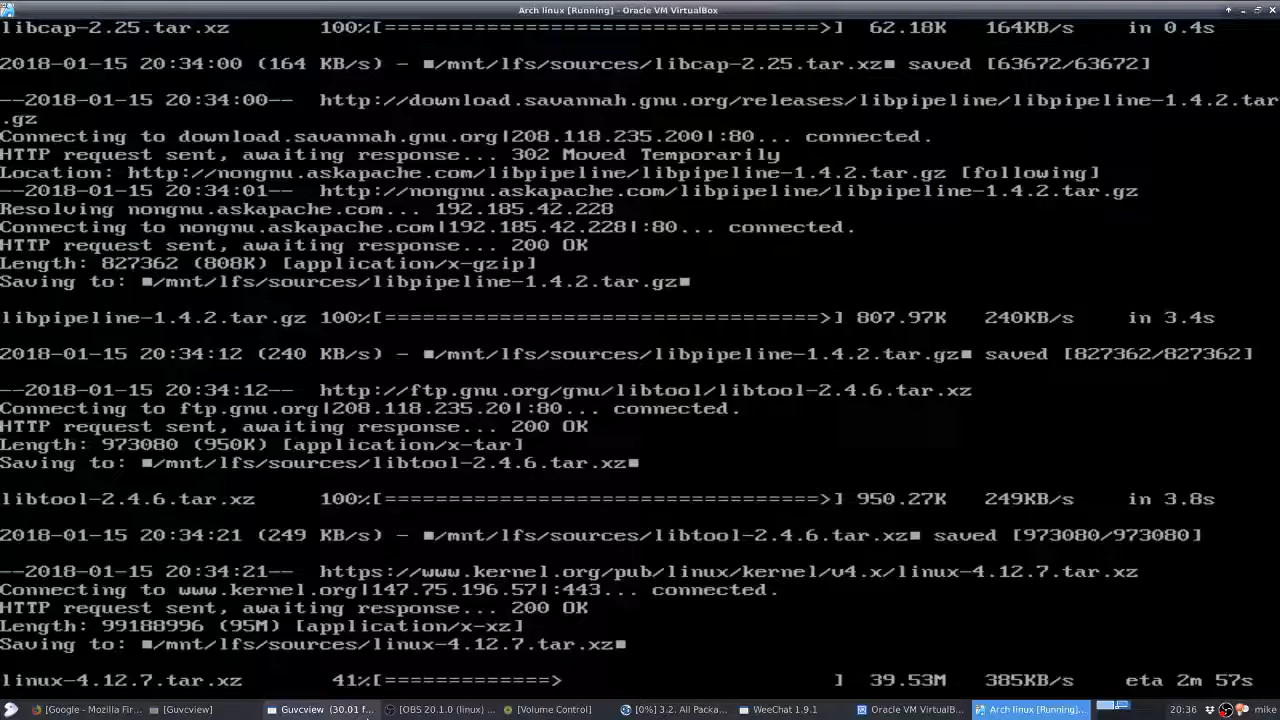 Arch linux [Running] - Oracle VM VirtualBox
libcap-2.25.tar.xz 100%[==================================>] 62.18K 164KB/s in 0.4s
2018-01-15 20:34:00 (164 KB/s) - ■/mnt/lfs/sources/libcap-2.25.tar.xz■ saved [63672/63672]
--2018-01-15 20:34:00-- http://download.savannah.gnu.org/releases/libpipeline/libpipeline-1.4.2.tar
.gz
Connecting to download.savannah.gnu.org|208.118.235.200|:80... connected.
HTTP request sent, awaiting response... 302 Moved Temporarily
Location: http://nongnu.askapache.com/libpipeline/libpipeline-1.4.2.tar.gz [following]
--2018-01-15 20:34:01-- http://nongnu.askapache.com/libpipeline/libpipeline-1.4.2.tar.gz
Resolving nongnu.askapache.com... 192.185.42.228
Connecting to nongnu.askapache.com|192.185.42.228|:80... connected.
HTTP request sent, awaiting response... 200 OK
Length: 827362 (808K) [application/x-gzip]
Saving to: ■/mnt/lfs/sources/libpipeline-1.4.2.tar.gz■
libpipeline-1.4.2.tar.gz 100%[==================================>] 807.97K 240KB/s in 3.4s
2018-01-15 20:34:12 (240 KB/s) - ■/mnt/lfs/sources/libpipeline-1.4.2.tar.gz■ saved [827362/827362]
--2018-01-15 20:34:12-- http://ftp.gnu.org/gnu/libtool/libtool-2.4.6.tar.xz
Connecting to ftp.gnu.org|208.118.235.20|:80... connected.
HTTP request sent, awaiting response... 200 OK
Length: 973080 (950K) [application/x-tar]
Saving to: ■/mnt/lfs/sources/libtool-2.4.6.tar.xz■
libtool-2.4.6.tar.xz 100%[==================================>] 950.27K 249KB/s in 3.8s
2018-01-15 20:34:21 (249 KB/s) - ■/mnt/lfs/sources/libtool-2.4.6.tar.xz■ saved [973080/973080]
--2018-01-15 20:34:21-- https://www.kernel.org/pub/linux/kernel/v4.x/linux-4.12.7.tar.xz
Connecting to www.kernel.org|147.75.196.57|:443... connected.
HTTP request sent, awaiting response... 200 OK
Length: 99188996 (95M) [application/x-xz]
Saving to: ■/mnt/lfs/sources/linux-4.12.7.tar.xz■
linux-4.12.7.tar.xz 41%[=============> ] 39.53M 385KB/s eta 2m 57s
[Google - Mozilla Fir... [Guvcview] Guvcview (30.01 f... [OBS 20.1.0 (linux) ... [Volume Control] [0%] 3.2. All Packa... WeeChat 1.9.1 Oracle VM VirtualB... Arch linux [Running]... 20:36 mike